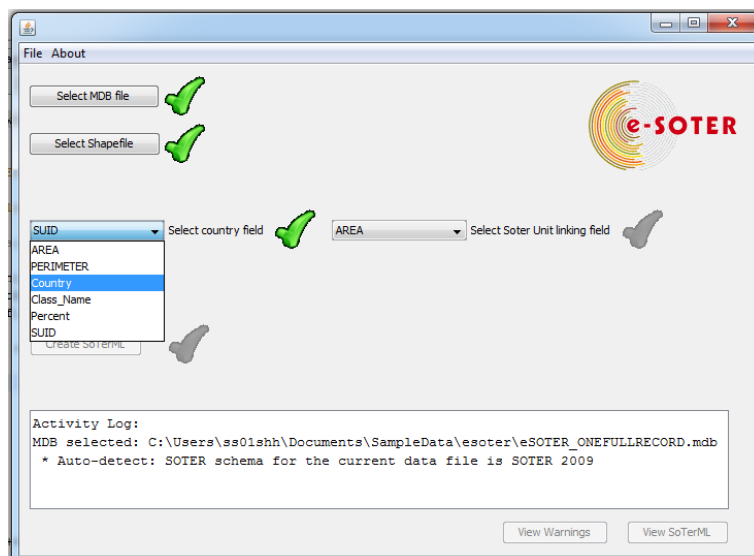 File About
Select MDB file
Select Shapefile
e-SOTER
SUID Select country field AREA Select Soter Unit linking field
AREA
PERIMETER
Country
Class_Name
Percent
SUID
Create SoTerML
Activity Log:
MDB selected: C:\Users\ss01shh\Documents\SampleData\esoter\eSOTER_ONEFULLRECORD.mdb
* Auto-detect: SOTER schema for the current data file is SOTER 2009
View Warnings View SoTerML